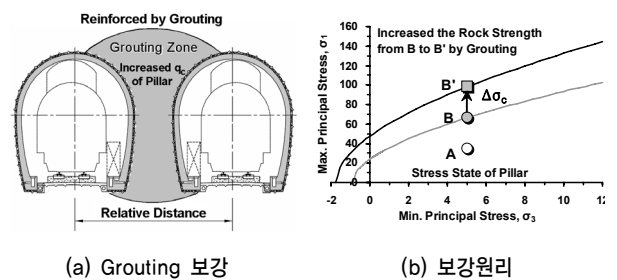 Reinforced by Grouting
Grouting Zone
Increased qc
of Pillar
Relative Distance
(a) Grouting 보강
Max. Principal Stress, σ1
160
140
120
100
80
60
40
20
0
-2 0 2 4 6 8 10 12
Increased the Rock Strength
from B to B' by Grouting
B'
Δσc
B
A
Stress State of Pillar
Min. Principal Stress, σ3
(b) 보강원리